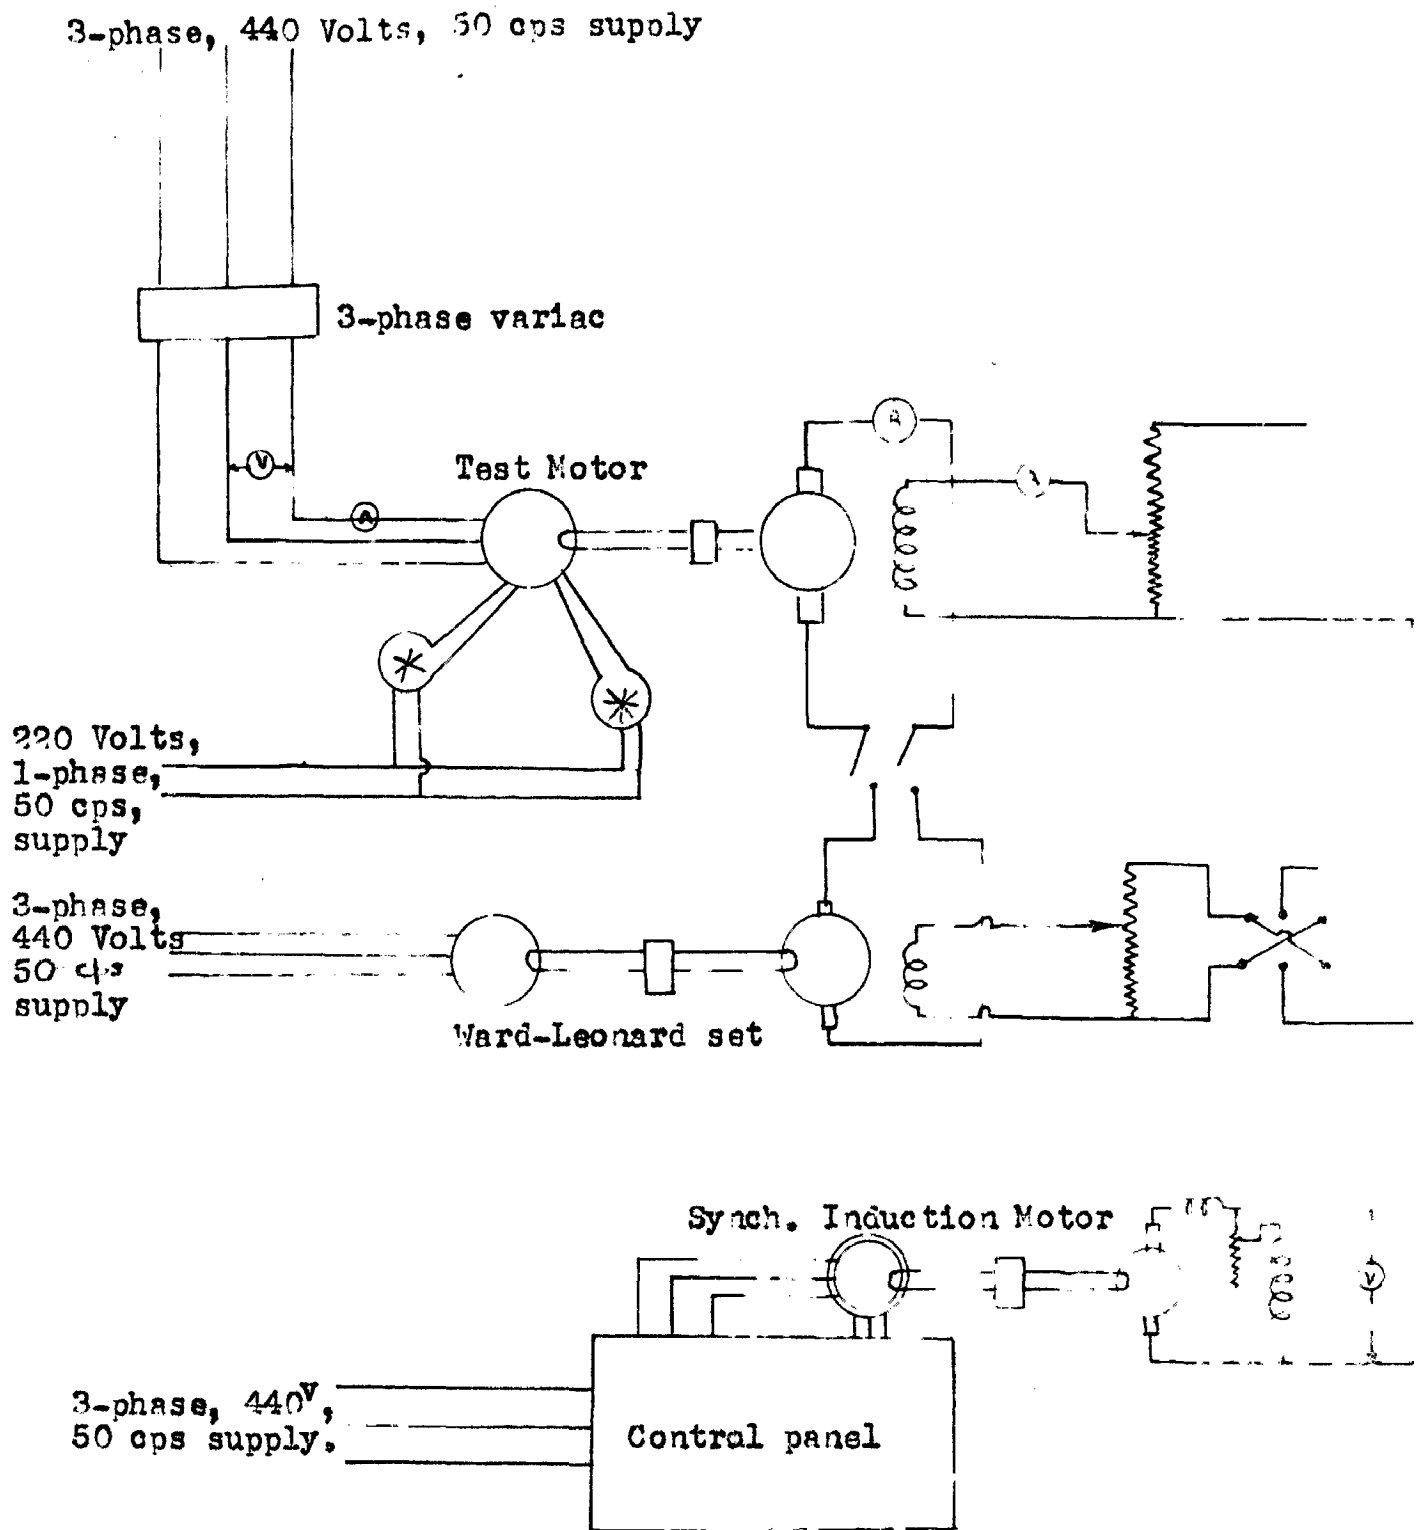 3-phase, 440 Volts, 50 cps supply
3-phase variac
V
A
Test Motor
A
220 Volts,
1-phase,
50 cps,
supply
3-phase,
440 Volts
50 cps
supply
Ward-Leonard set
Synch. Induction Motor
V
3-phase, 440V,
50 cps supply.
Control panel